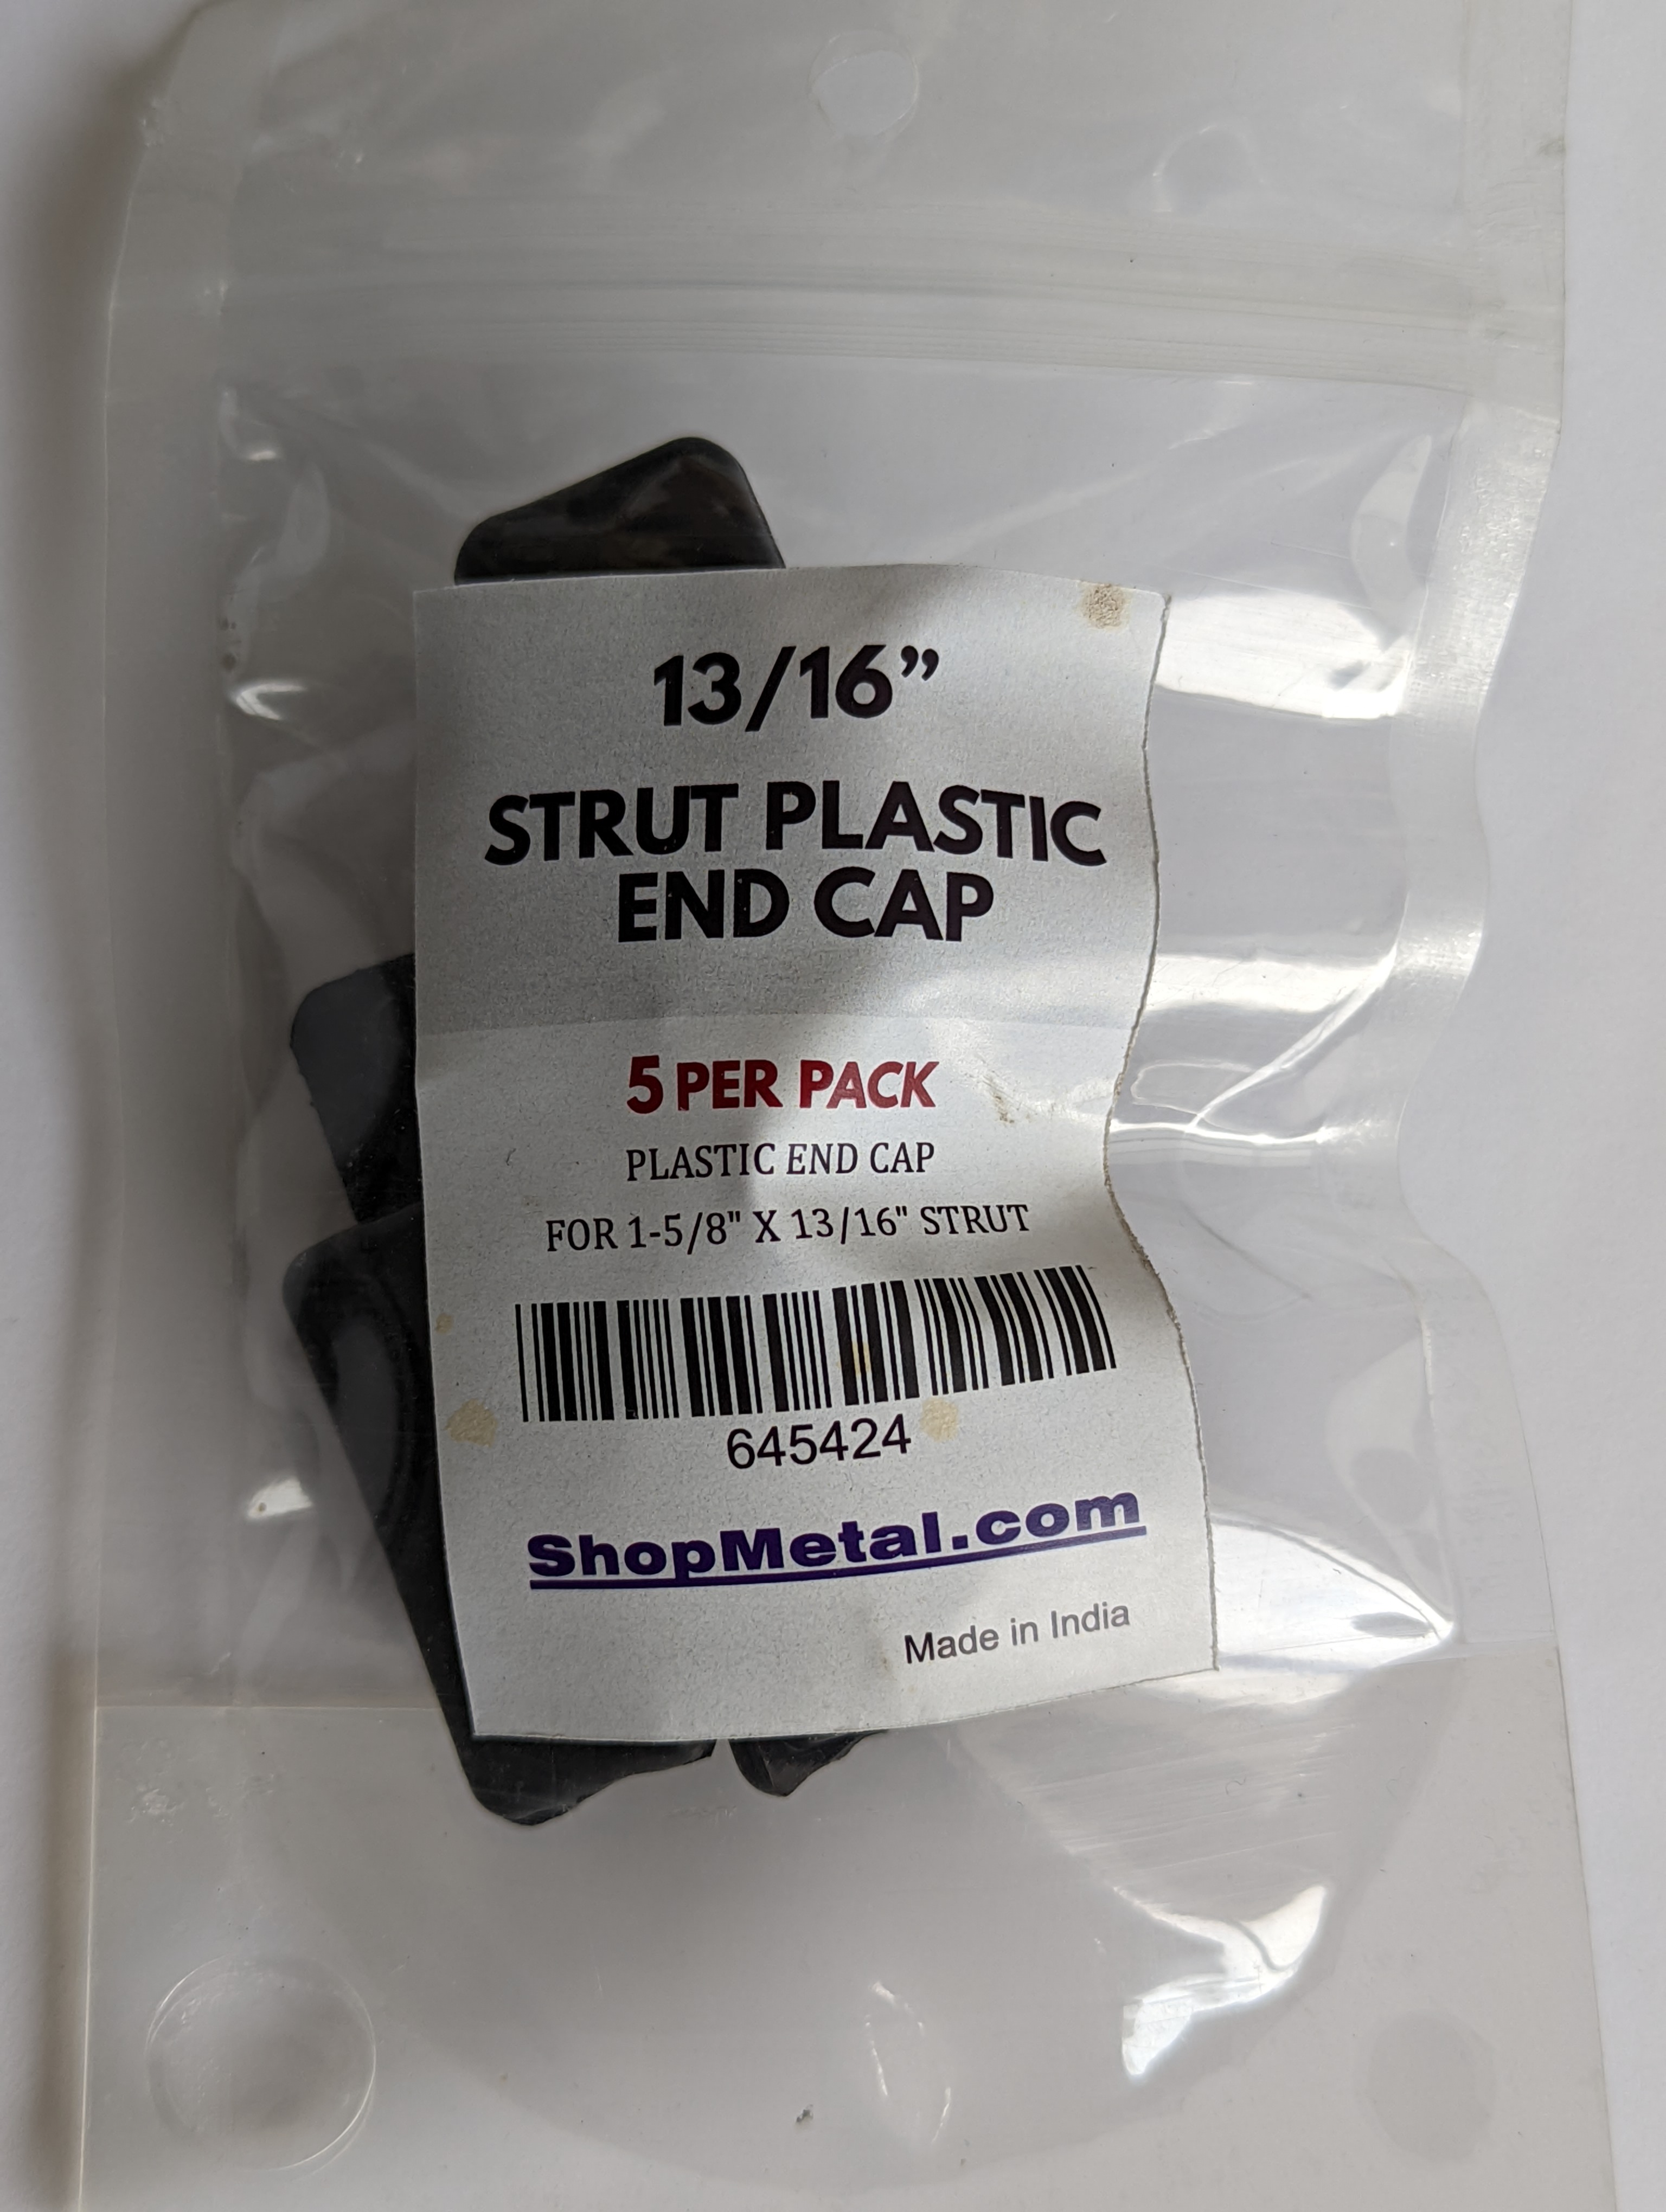 13/16”
STRUT PLASTIC
END CAP
5 PER PACK
PLASTIC END CAP
FOR 1-5/8" X 13/16" STRUT
645424
ShopMetal.com
Made in India